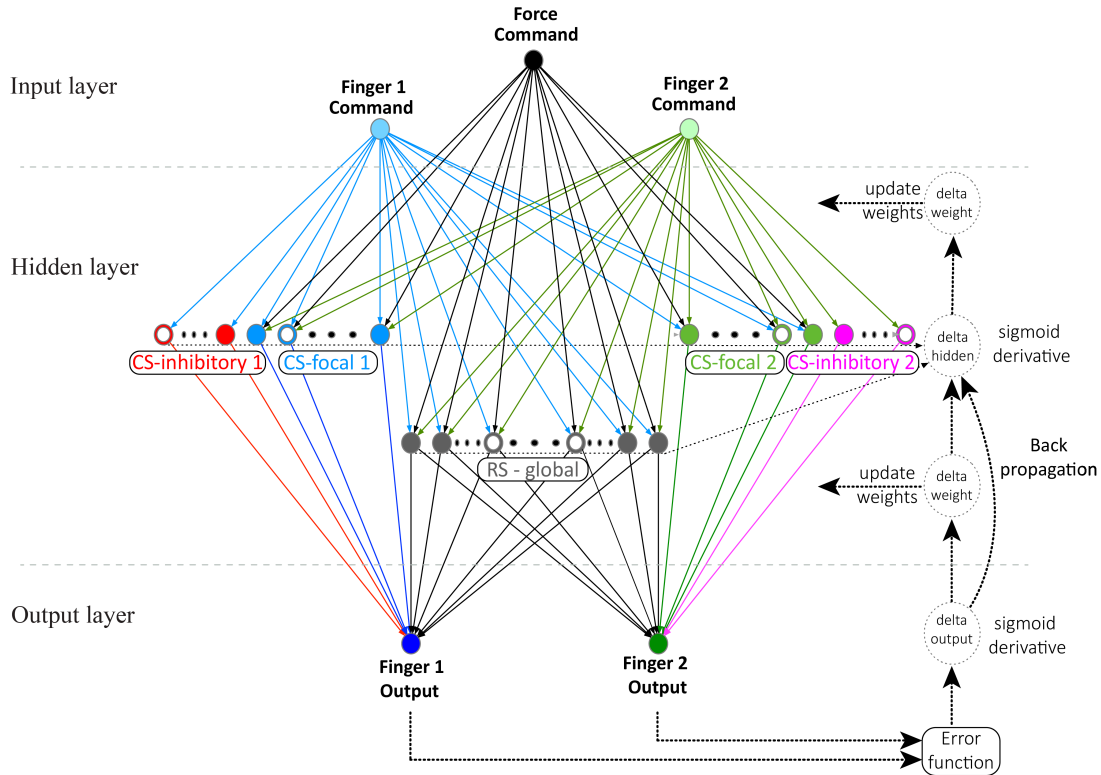 Force
Command
Input layer
Finger 1
Command
Finger 2
Command
update
weights
delta
weight
Hidden layer
delta
hidden
sigmoid
derivative
CS-inhibitory 1
CS-focal 1
CS-focal 2
CS-inhibitory 2
RS - global
Back
propagation
update
weights
delta
weight
Output layer
delta
output
sigmoid
derivative
Finger 1
Output
Finger 2
Output
Error
function